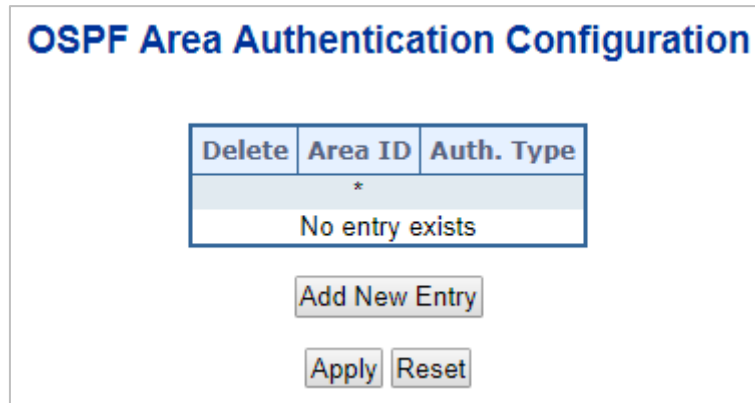 OSPF Area Authentication Configuration
Delete Area ID Auth. Type
*
No entry exists
Add New Entry
Apply Reset